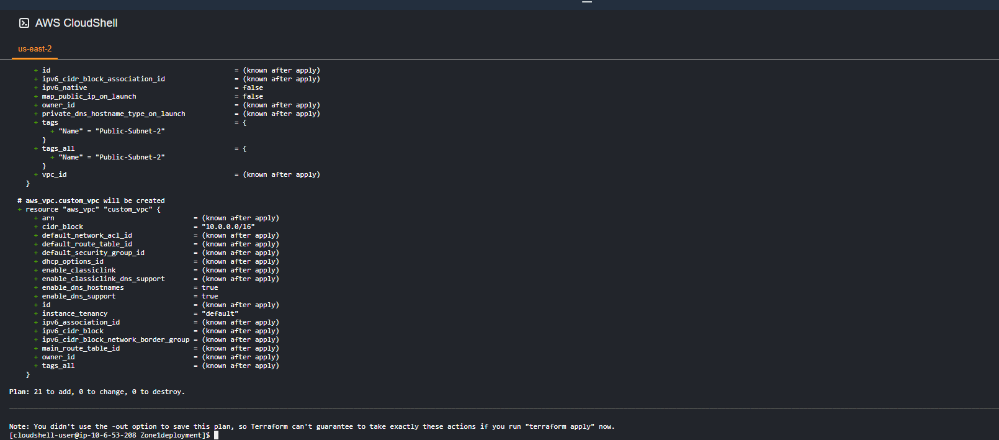 AWS CloudShell
us-east-2
+ id = (known after apply)
+ ipv6_cidr_block_association_id = (known after apply)
+ ipv6_native = false
+ map_public_ip_on_launch = false
+ owner_id = (known after apply)
+ private_dns_hostname_type_on_launch = (known after apply)
+ tags = {
+ "Name" = "Public-Subnet-2"
}
+ tags_all = {
+ "Name" = "Public-Subnet-2"
}
+ vpc_id = (known after apply)
}
# aws_vpc.custom_vpc will be created
+ resource "aws_vpc" "custom_vpc" {
+ arn = (known after apply)
+ cidr_block = "10.0.0.0/16"
+ default_network_acl_id = (known after apply)
+ default_route_table_id = (known after apply)
+ default_security_group_id = (known after apply)
+ dhcp_options_id = (known after apply)
+ enable_classiclink = (known after apply)
+ enable_classiclink_dns_support = (known after apply)
+ enable_dns_hostnames = true
+ enable_dns_support = true
+ id = (known after apply)
+ instance_tenancy = "default"
+ ipv6_association_id = (known after apply)
+ ipv6_cidr_block = (known after apply)
+ ipv6_cidr_block_network_border_group = (known after apply)
+ main_route_table_id = (known after apply)
+ owner_id = (known after apply)
+ tags_all = (known after apply)
}
Plan: 21 to add, 0 to change, 0 to destroy.
Note: You didn't use the -out option to save this plan, so Terraform can't guarantee to take exactly these actions if you run "terraform apply" now.
[cloudshell-user@ip-10-6-53-208 Zone1deployment]$